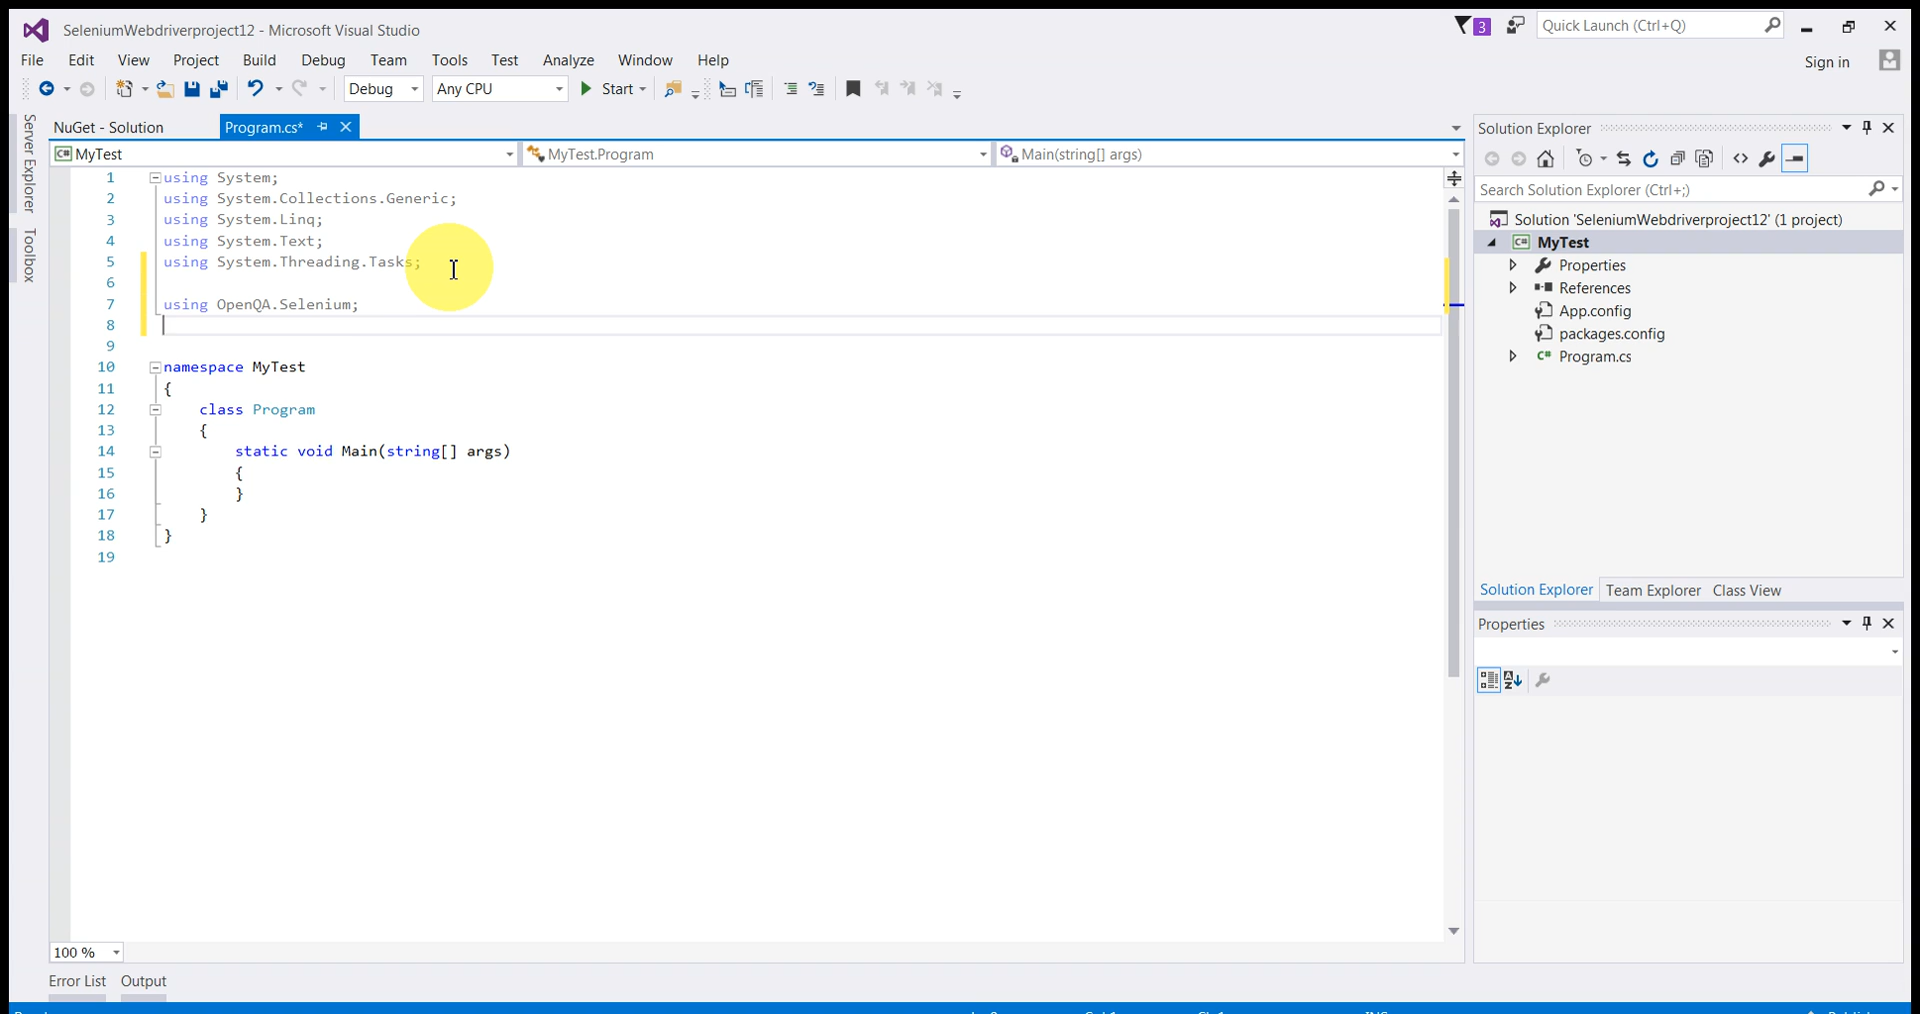 SeleniumWebdriverproject12 - Microsoft Visual Studio
3
Quick Launch (Ctrl+Q)
File Edit View Project Build Debug Team Tools Test Analyze Window Help
Sign in
Debug
Any CPU
Start
Server Explorer
Toolbox
NuGet - Solution
Program.cs*
MyTest
MyTest.Program
Main(string[] args)
1 using System;
2 using System.Collections.Generic;
3 using System.Linq;
4 using System.Text;
5 using System.Threading.Tasks;
6
7 using OpenQA.Selenium;
8
9
10 namespace MyTest
11 {
12 class Program
13 {
14 static void Main(string[] args)
15 {
16 }
17 }
18 }
19
100 %
Error List Output
Solution Explorer
Search Solution Explorer (Ctrl+;)
Solution 'SeleniumWebdriverproject12' (1 project)
C# MyTest
Properties
References
App.config
packages.config
C# Program.cs
Solution Explorer Team Explorer Class View
Properties